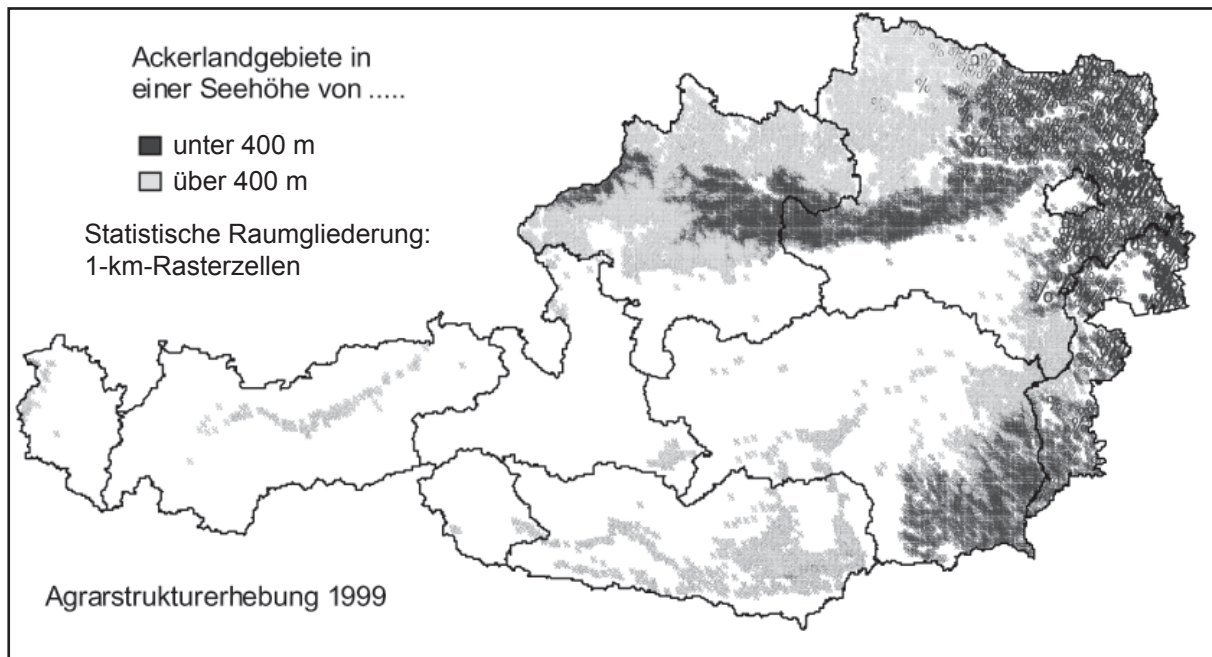 Ackerlandgebiete in
einer Seehöhe von .....
unter 400 m
über 400 m
Statistische Raumgliederung:
1-km-Rasterzellen
Agrarstrukturerhebung 1999